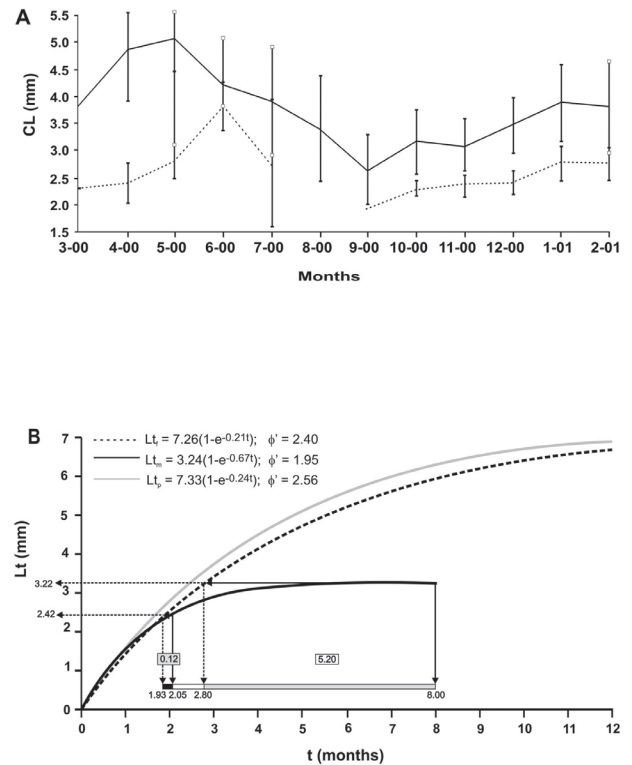 A
5.5
5.0
4.5
4.0
3.5
3.0
2.5
2.0
1.5
CL (mm)
3-00 4-00 5-00 6-00 7-00 8-00 9-00 10-00 11-00 12-00 1-01 2-01
Months
B
7
6
5
4
3
2
1
0
Lt (mm)
Ltf = 7.26(1-e-0.21t); ϕ' = 2.40
Ltm = 3.24(1-e-0.67t); ϕ' = 1.95
Ltp = 7.33(1-e-0.24t); ϕ' = 2.56
3.22
2.42
0.12 5.20
1.93 2.05 2.80 8.00
0 1 2 3 4 5 6 7 8 9 10 11 12
t (months)